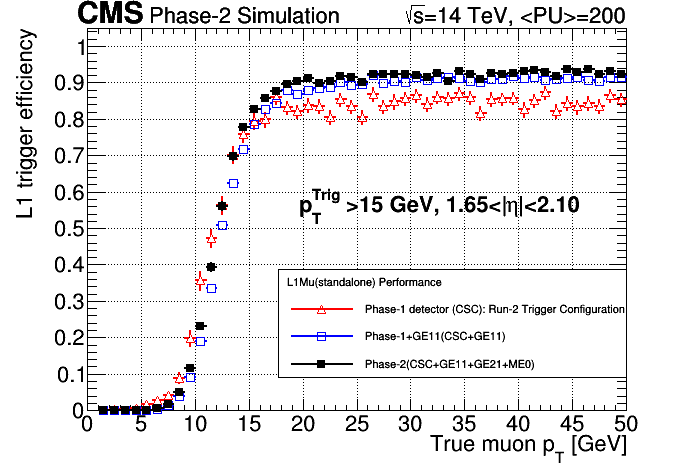 CMS Phase-2 Simulation √s=14 TeV, <PU>=200
L1 trigger efficiency
1
0.9
0.8
0.7
0.6
0.5
0.4
0.3
0.2
0.1
0
p_T^Trig >15 GeV, 1.65<|η|<2.10
L1Mu(standalone) Performance
Phase-1 detector (CSC): Run-2 Trigger Configuration
Phase-1+GE11(CSC+GE11)
Phase-2(CSC+GE11+GE21+ME0)
0 5 10 15 20 25 30 35 40 45 50
True muon p_T [GeV]